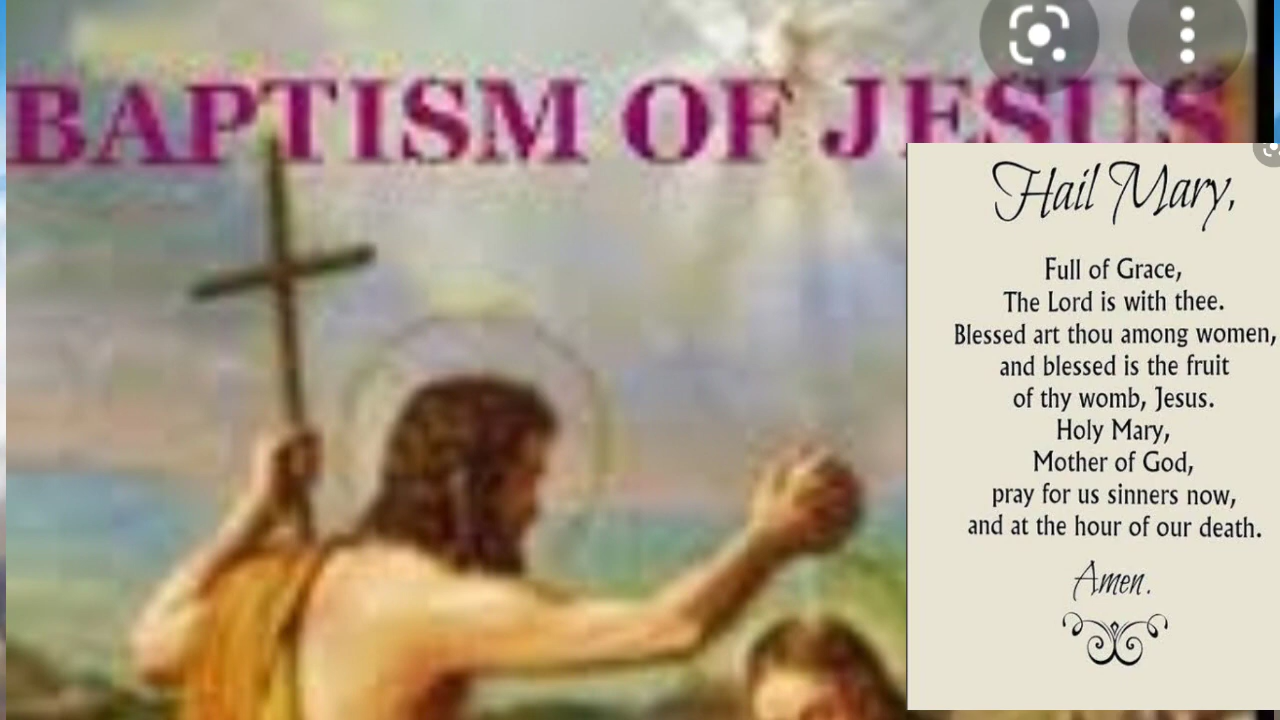 BAPTISM OF JESUS
Hail Mary,
Full of Grace,
The Lord is with thee.
Blessed art thou among women,
and blessed is the fruit
of thy womb, Jesus.
Holy Mary,
Mother of God,
pray for us sinners now,
and at the hour of our death.
Amen.